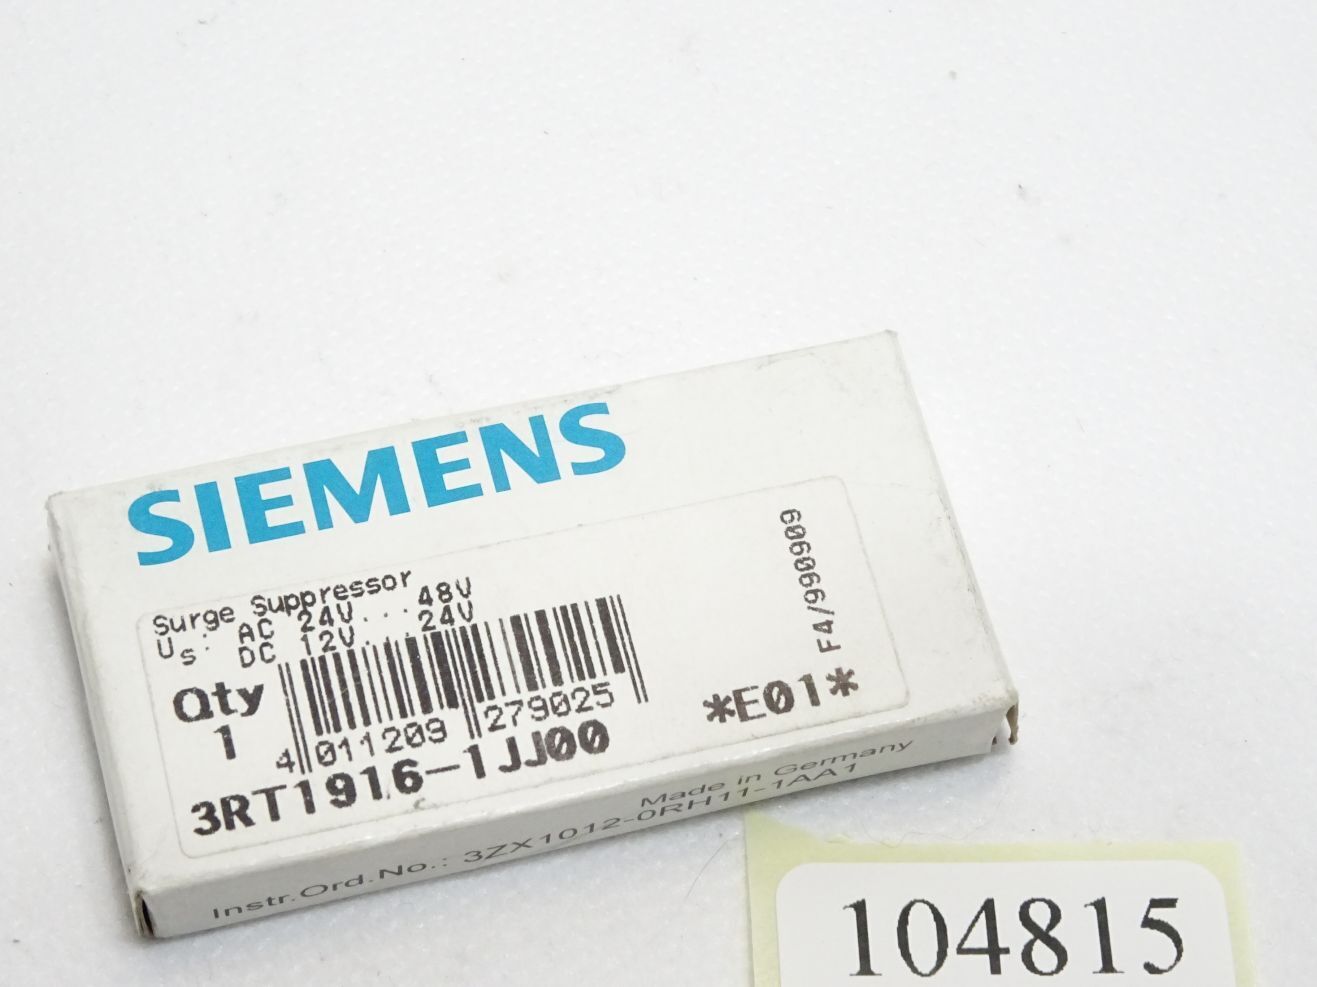 SIEMENS
Surge Suppressor
Us: AC 24V... 48V
DC 12V... 24V
Qty
1
4 011209 279025
3RT1916-1JJ00
*E01*
F4/990909
Made in Germany
Instr.Ord.No.: 3ZX1012-0RH11-1AA1
104815